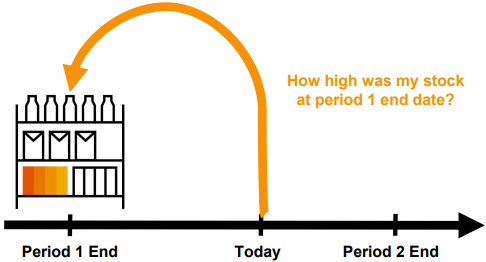 How high was my stock
at period 1 end date?
Period 1 End
Today
Period 2 End